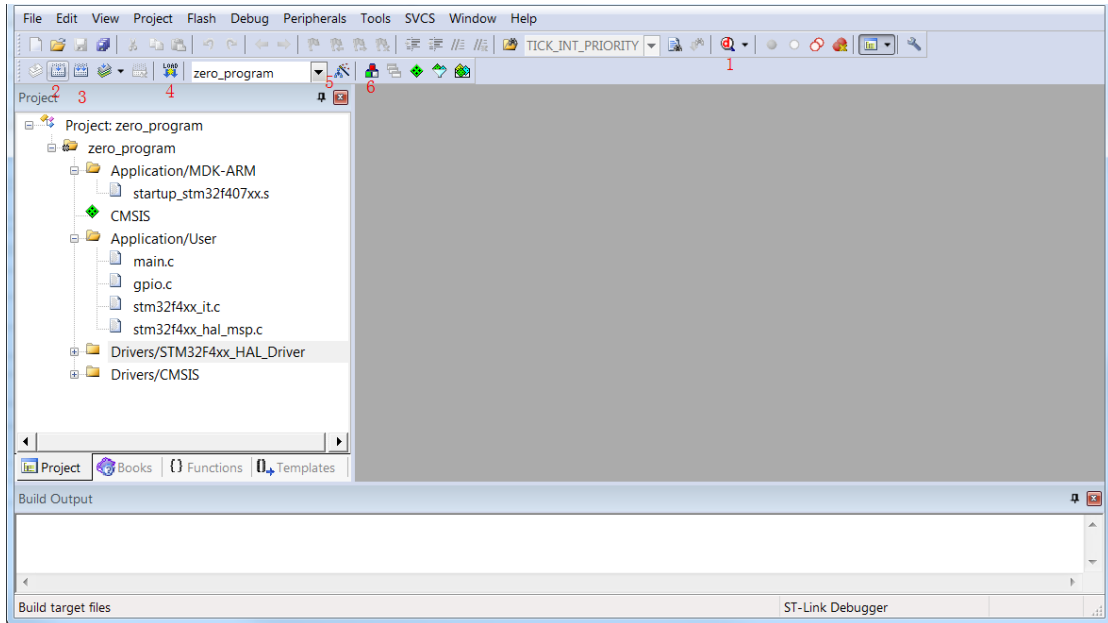 File Edit View Project Flash Debug Peripherals Tools SVCS Window Help
TICK_INT_PRIORITY
1
LOAD
zero_program
2 3 4 5 6
Project
Project: zero_program
zero_program
Application/MDK-ARM
startup_stm32f407xx.s
CMSIS
Application/User
main.c
gpio.c
stm32f4xx_it.c
stm32f4xx_hal_msp.c
Drivers/STM32F4xx_HAL_Driver
Drivers/CMSIS
Project Books {} Functions Templates
Build Output
Build target files ST-Link Debugger